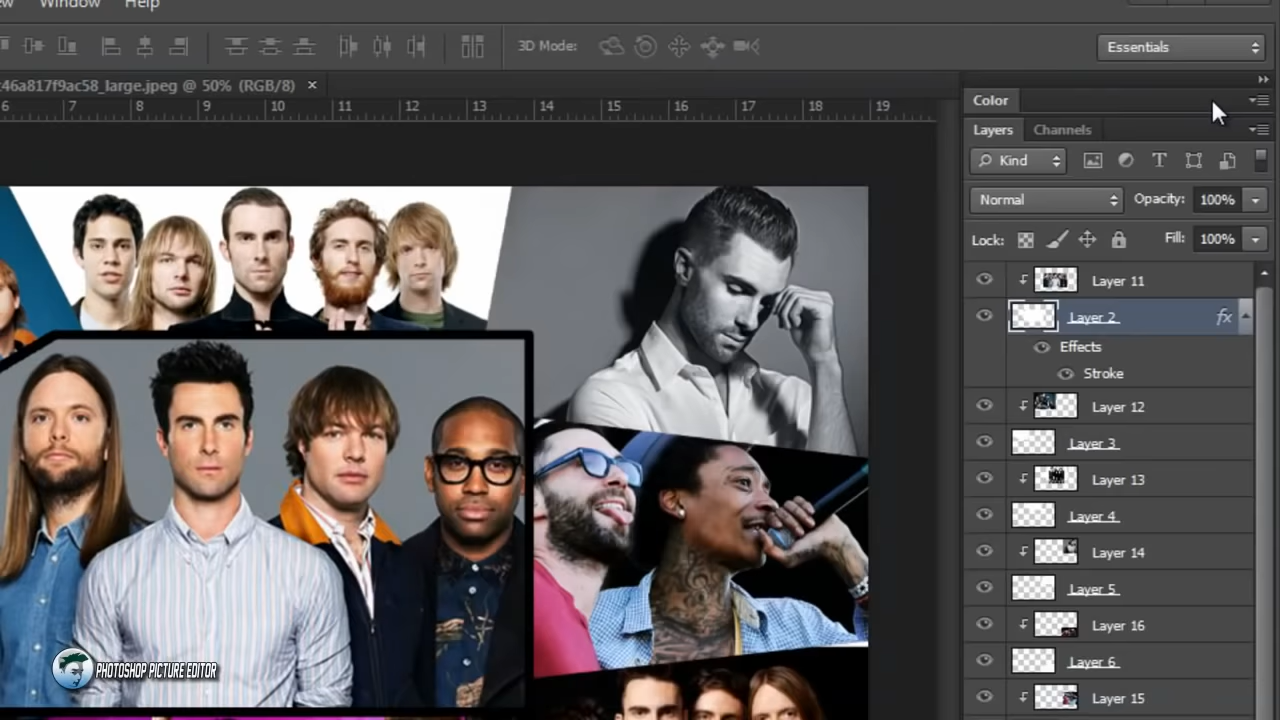 Window Help
3D Mode:
Essentials
46a817f9ac58_large.jpeg @ 50% (RGB/8) ×
6 7 8 9 10 11 12 13 14 15 16 17 18 19
Color
Layers Channels
Kind
Normal Opacity: 100%
Lock: Fill: 100%
Layer 11
Layer 2 fx
Effects
Stroke
Layer 12
Layer 3
Layer 13
Layer 4
Layer 14
Layer 5
Layer 16
Layer 6
Layer 15
PHOTOSHOP PICTURE EDITOR